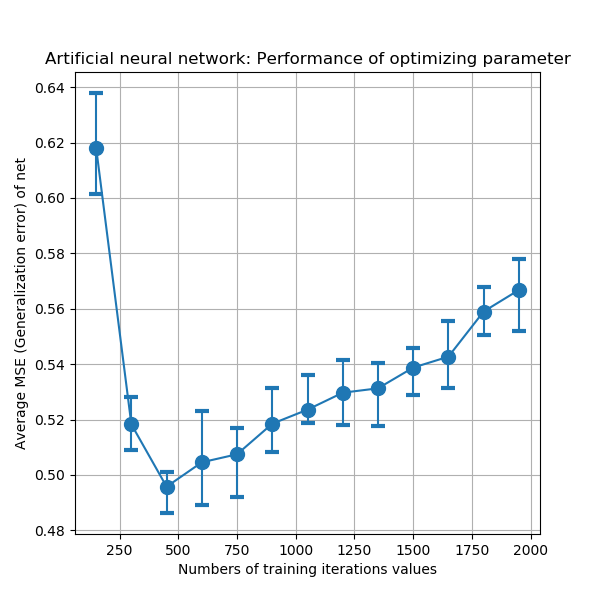 Artificial neural network: Performance of optimizing parameter
0.64
0.62
0.60
0.58
0.56
0.54
0.52
0.50
0.48
Average MSE (Generalization error) of net
250 500 750 1000 1250 1500 1750 2000
Numbers of training iterations values